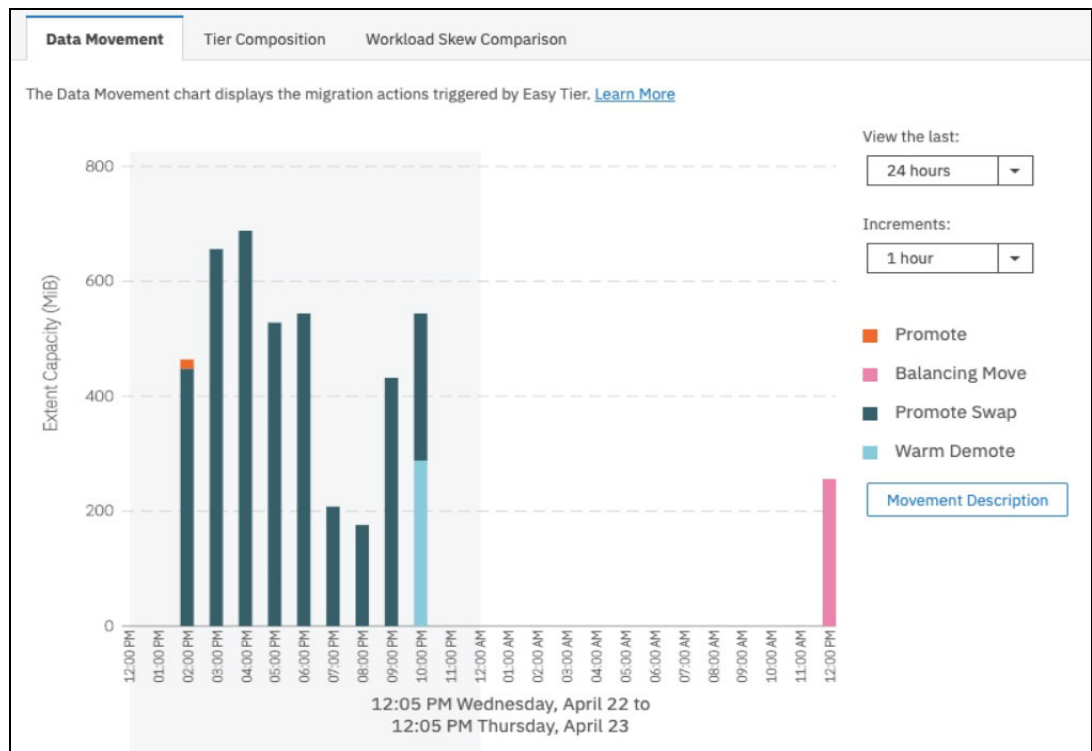 Data Movement
Tier Composition
Workload Skew Comparison
The Data Movement chart displays the migration actions triggered by Easy Tier. Learn More
View the last:
24 hours
Increments:
1 hour
Promote
Balancing Move
Promote Swap
Warm Demote
Movement Description
Extent Capacity (MiB)
800
600
400
200
0
12:00 PM
01:00 PM
02:00 PM
03:00 PM
04:00 PM
05:00 PM
06:00 PM
07:00 PM
08:00 PM
09:00 PM
10:00 PM
11:00 PM
12:00 AM
01:00 AM
02:00 AM
03:00 AM
04:00 AM
05:00 AM
06:00 AM
07:00 AM
08:00 AM
09:00 AM
10:00 AM
11:00 AM
12:00 PM
12:05 PM Wednesday, April 22 to
12:05 PM Thursday, April 23